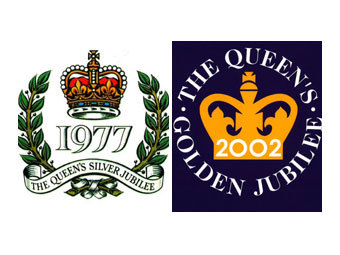 1977
THE QUEEN'S SILVER JUBILEE
THE QUEEN'S
2002
GOLDEN JUBILEE